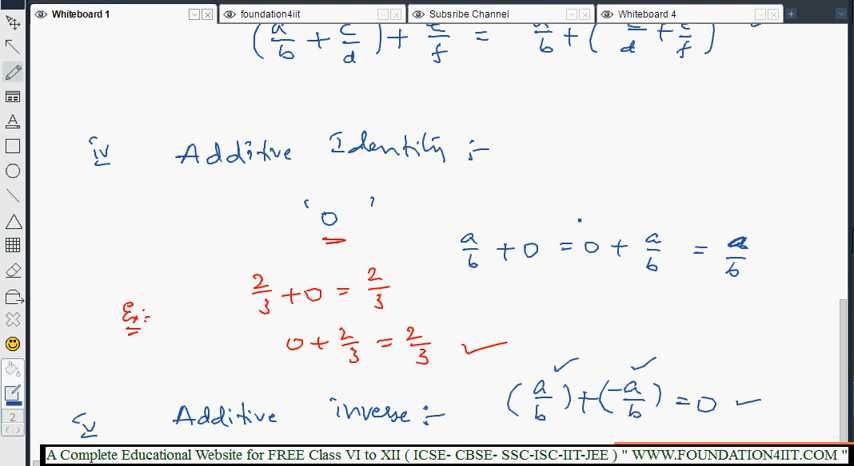 Whiteboard 1 foundation4iit Subsribe Channel Whiteboard 4
(a/b + c/d) + e/f = a/b + (c/d + e/f)
iv Additive Identity :-
'0'
a/b + 0 = 0 + a/b = a/b
2/3 + 0 = 2/3
Ex:-
0 + 2/3 = 2/3 ✓
v Additive inverse :- (a/b) + (-a/b) = 0 ✓
2
A Complete Educational Website for FREE Class VI to XII ( ICSE- CBSE- SSC-ISC-IIT-JEE ) " WWW.FOUNDATION4IIT.COM "